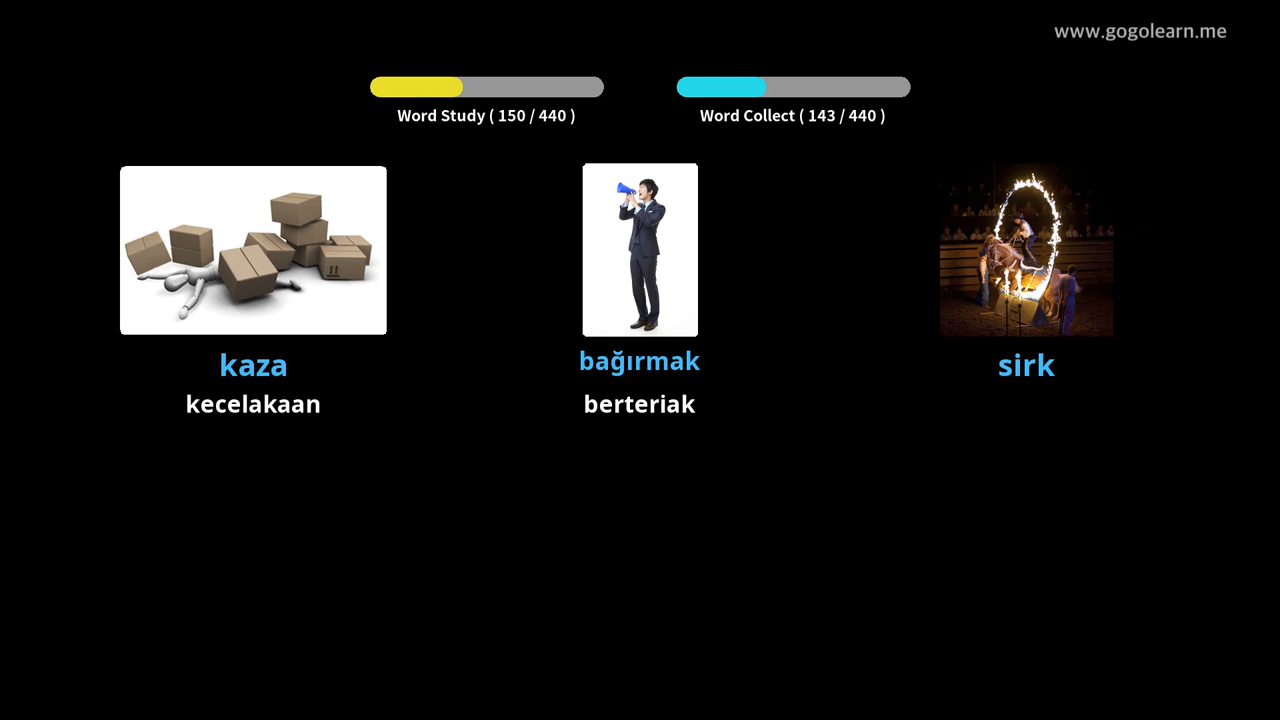 www.gogolearn.me
Word Study ( 150 / 440 )
Word Collect ( 143 / 440 )
kaza
bağırmak
sirk
kecelakaan
berteriak